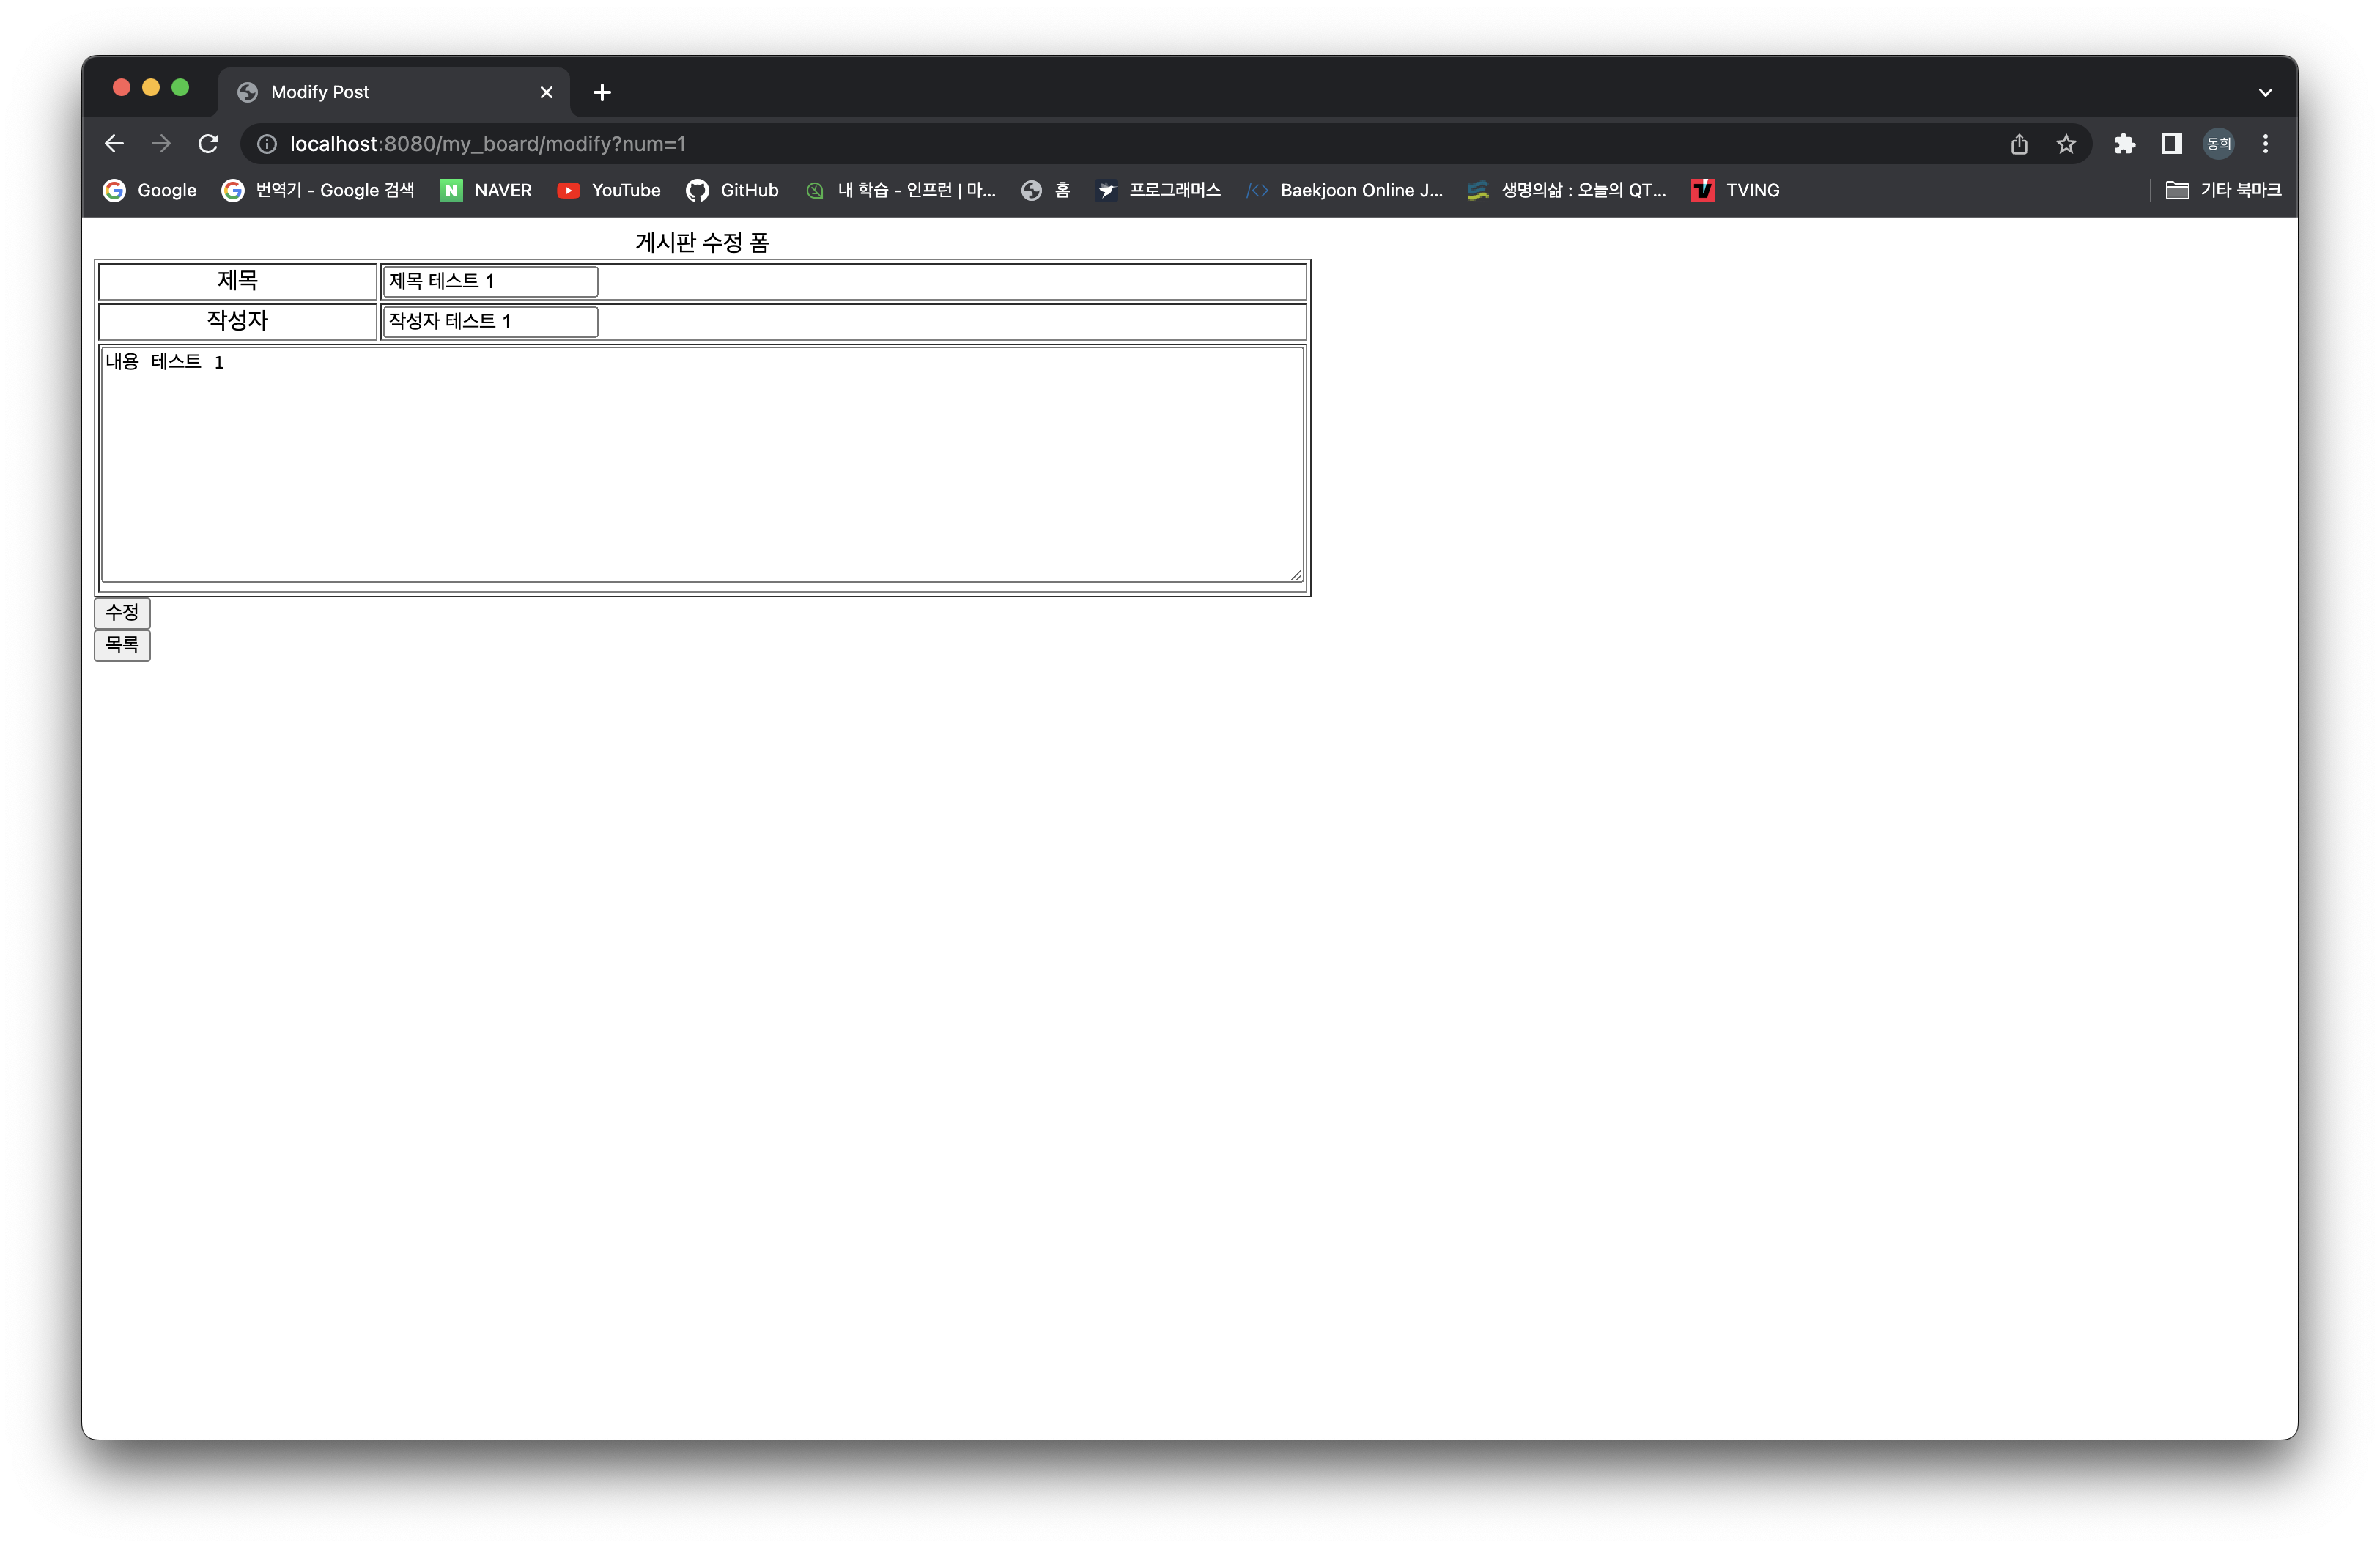 Modify Post
localhost:8080/my_board/modify?num=1
동희
Google 번역기 - Google 검색 NAVER YouTube GitHub 내 학습 - 인프런 | 마... 홈 프로그래머스 Baekjoon Online J... 생명의삶 : 오늘의 QT... TVING 기타 북마크
게시판 수정 폼
제목 제목 테스트 1
작성자 작성자 테스트 1
내용 테스트 1
수정
목록